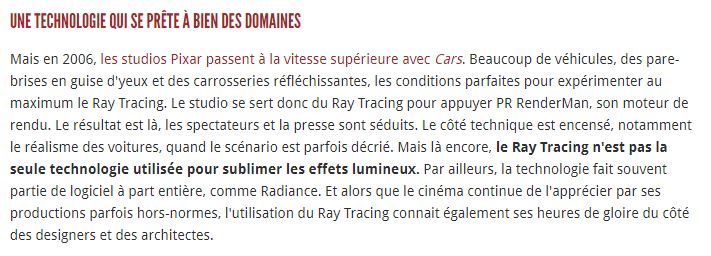 UNE TECHNOLOGIE QUI SE PRÊTE À BIEN DES DOMAINES
Mais en 2006, les studios Pixar passent à la vitesse supérieure avec Cars. Beaucoup de véhicules, des pare-
brises en guise d'yeux et des carrosseries réfléchissantes, les conditions parfaites pour expérimenter au
maximum le Ray Tracing. Le studio se sert donc du Ray Tracing pour appuyer PR RenderMan, son moteur de
rendu. Le résultat est là, les spectateurs et la presse sont séduits. Le côté technique est encensé, notamment
le réalisme des voitures, quand le scénario est parfois décrié. Mais là encore, le Ray Tracing n'est pas la
seule technologie utilisée pour sublimer les effets lumineux. Par ailleurs, la technologie fait souvent
partie de logiciel à part entière, comme Radiance. Et alors que le cinéma continue de l'apprécier par ses
productions parfois hors-normes, l'utilisation du Ray Tracing connait également ses heures de gloire du côté
des designers et des architectes.